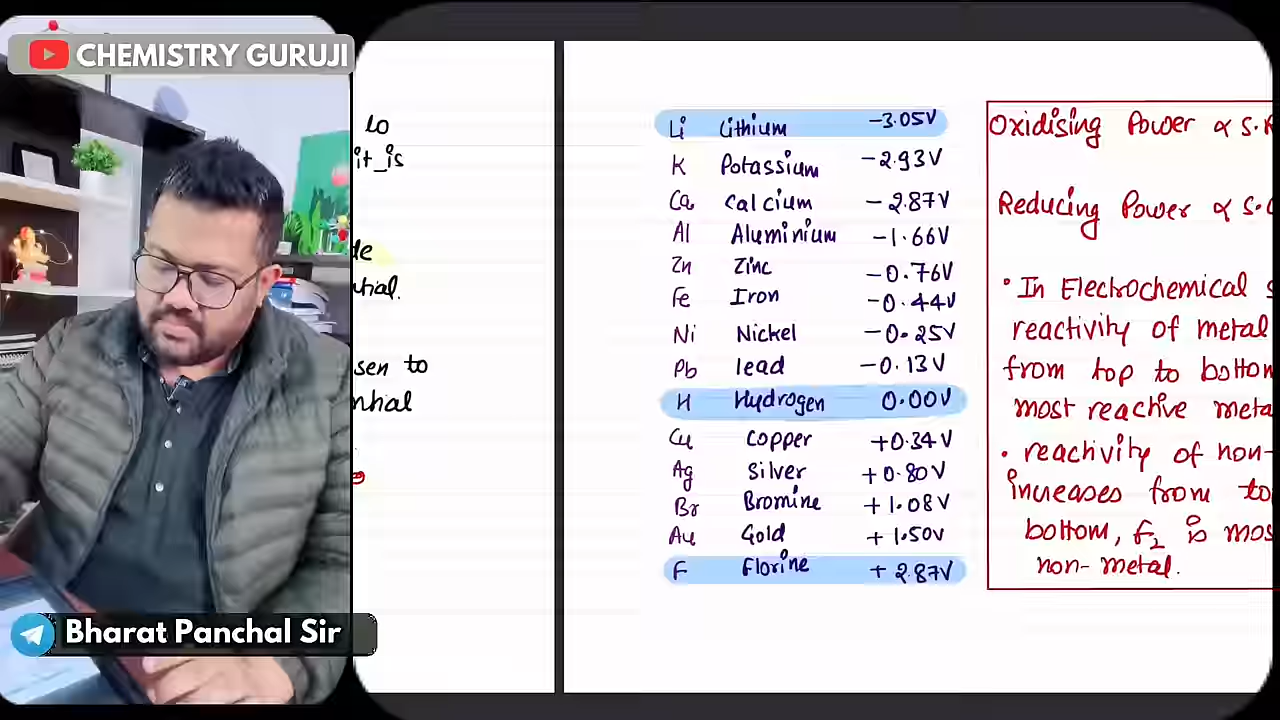 CHEMISTRY GURUJI
to
it_is
de
ntial.
sen to
ntial
Li Lithium -3.05V
K Potassium -2.93V
Ca Calcium -2.87V
Al Aluminium -1.66V
Zn Zinc -0.76V
Fe Iron -0.44V
Ni Nickel -0.25V
Pb lead -0.13V
H Hydrogen 0.00V
Cu Copper +0.34V
Ag Silver +0.80V
Br Bromine +1.08V
Au Gold +1.50V
F Florine +2.87V
Oxidising Power ∝ S.R
Reducing Power ∝ S.O
• In Electrochemical s
reactivity of metal
from top to bottom
most reactive meta
• reactivity of non-
increases from to
bottom, F₂ is mos
non-metal.
Bharat Panchal Sir